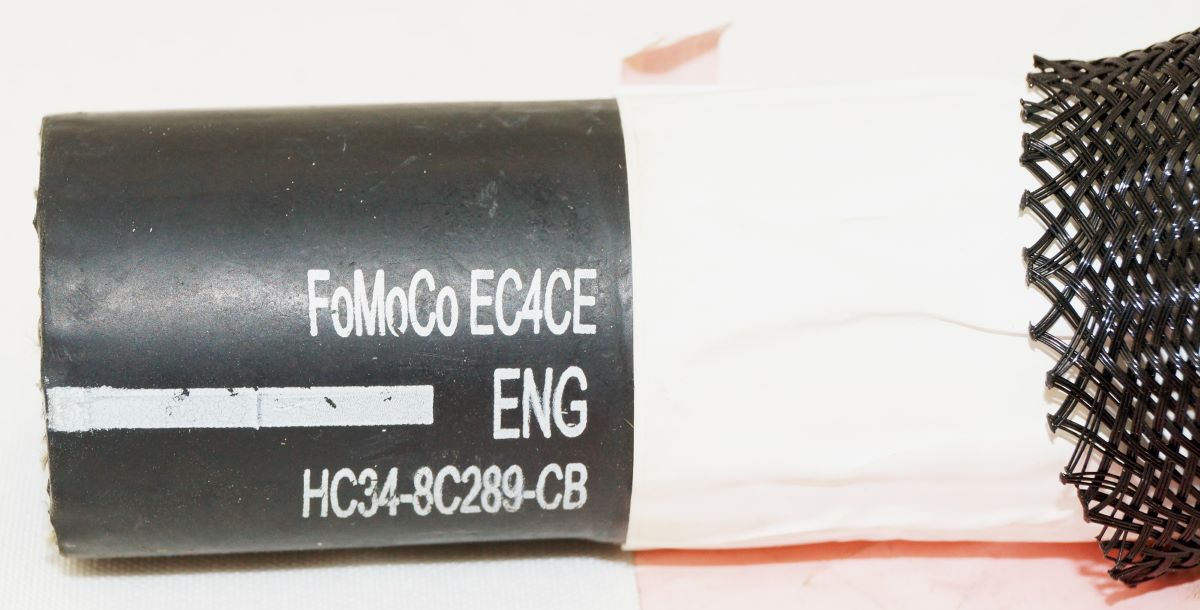 FoMoCo EC4CE
ENG
HC34-8C289-CB